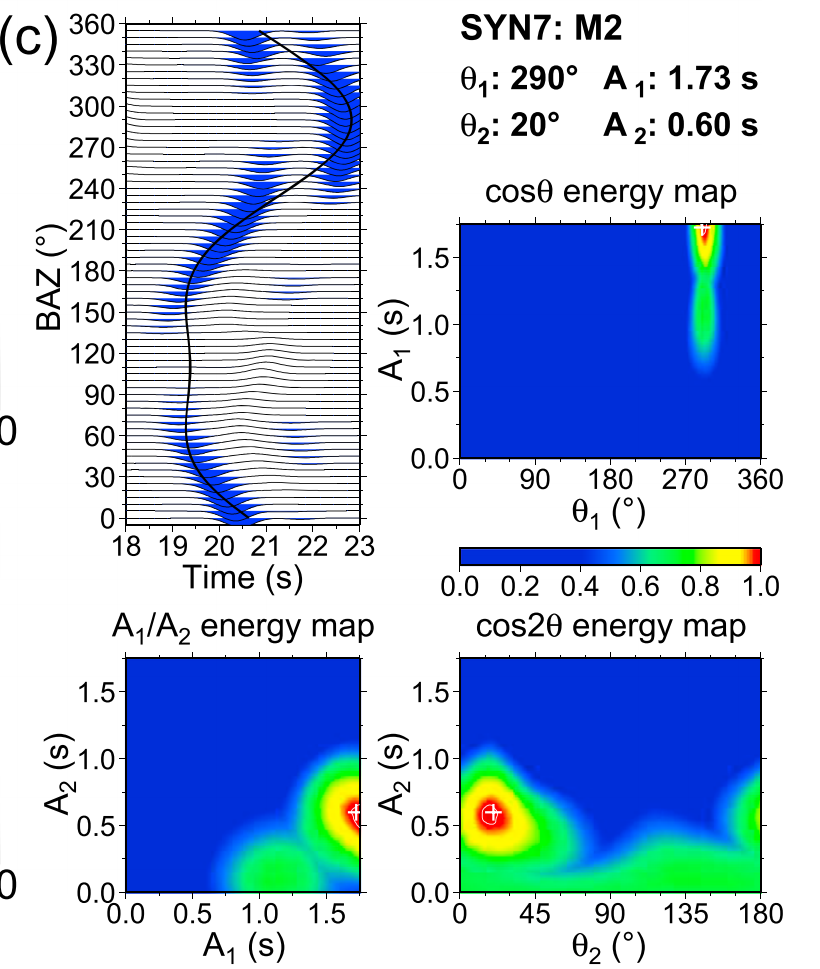 (c)
SYN7: M2
θ1: 290° A1: 1.73 s
θ2: 20° A2: 0.60 s
360
330
300
270
240
210
180
150
120
90
60
30
0
BAZ (°)
18 19 20 21 22 23
Time (s)
cosθ energy map
1.5
1.0
0.5
0.0
A1 (s)
0 90 180 270 360
θ1 (°)
0.0 0.2 0.4 0.6 0.8 1.0
0
A1/A2 energy map
1.5
1.0
0.5
0.0
A2 (s)
0.0 0.5 1.0 1.5
A1 (s)
cos2θ energy map
1.5
1.0
0.5
0.0
A2 (s)
0 45 90 135 180
θ2 (°)
0